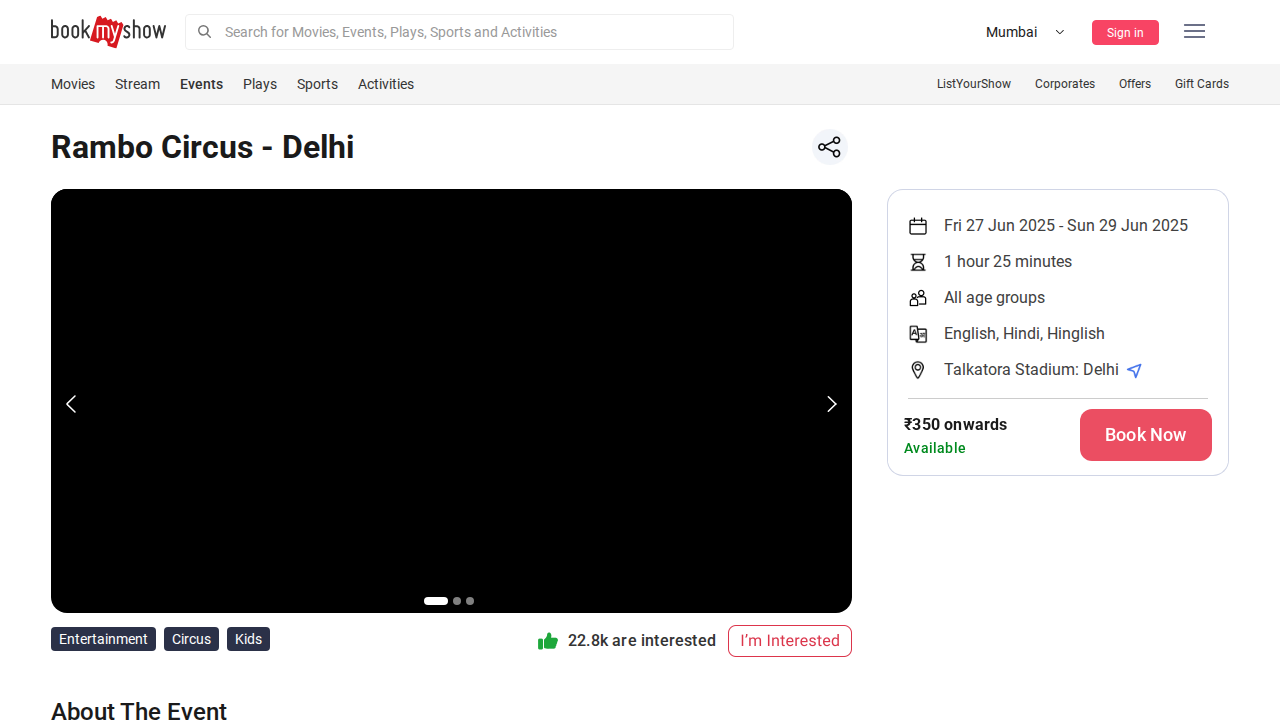 bookmyshow
Search for Movies, Events, Plays, Sports and Activities
Mumbai
Sign in
Movies
Stream
Events
Plays
Sports
Activities
ListYourShow
Corporates
Offers
Gift Cards
Rambo Circus - Delhi
Fri 27 Jun 2025 - Sun 29 Jun 2025
1 hour 25 minutes
All age groups
English, Hindi, Hinglish
Talkatora Stadium: Delhi
₹350 onwards
Available
Book Now
Entertainment
Circus
Kids
22.8k are interested
I'm Interested
About The Event